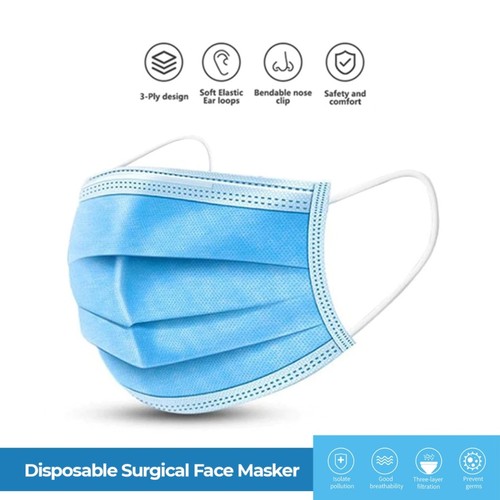 3-Ply design
Soft Elastic
Ear loops
Bendable nose
clip
Safety and
comfort
Disposable Surgical Face Masker
Isolate
pollution
Good
breathability
Three-layer
filtration
Prevent
germs